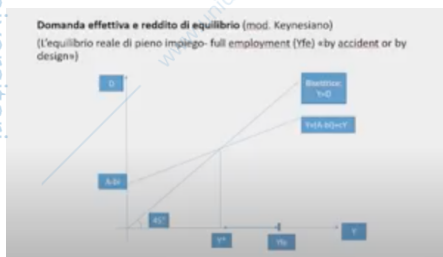 Domanda effettiva e reddito di equilibrio (mod. Keynesiano)
(L'equilibrio reale di pieno impiego- full employment (Yfe) «by accident or by
design»)
D
Bisettrice:
Y=D
Y=(A-bi)+cY
A-bi
45°
Y*
Yfe
Y